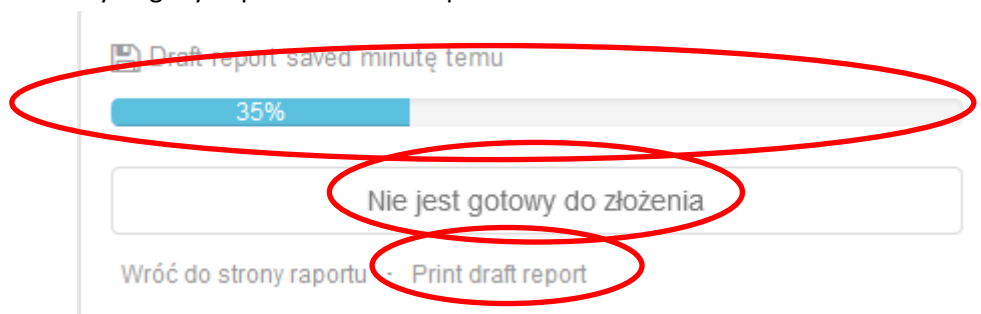 Draft report saved minutę temu
35%
Nie jest gotowy do złożenia
Wróć do strony raportu - Print draft report